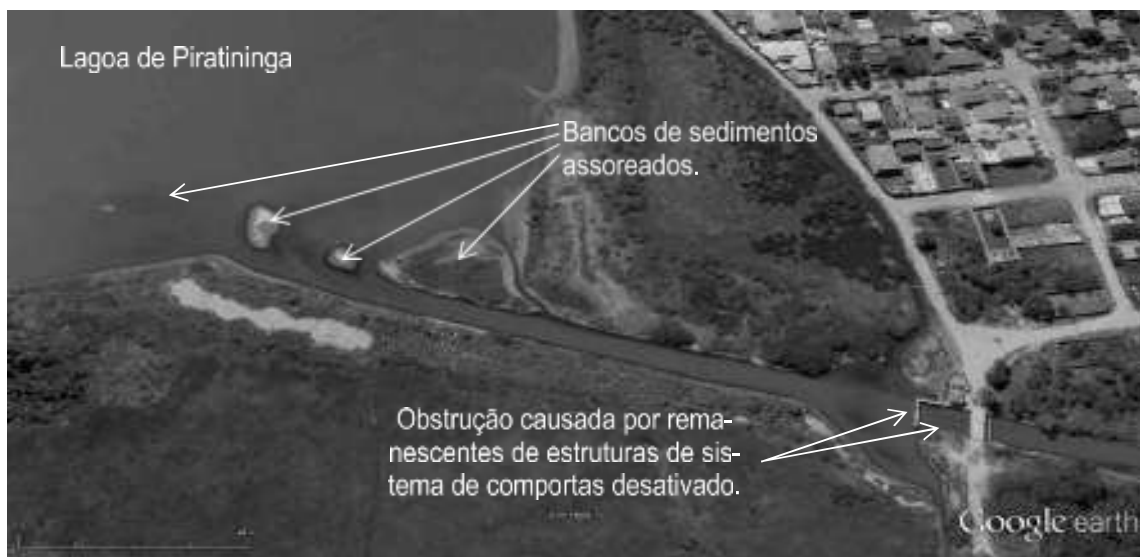 Lagoa de Piratininga
Bancos de sedimentos
assoreados.
Obstrução causada por rema-
nescentes de estruturas de sis-
tema de comportas desativado.
Google earth